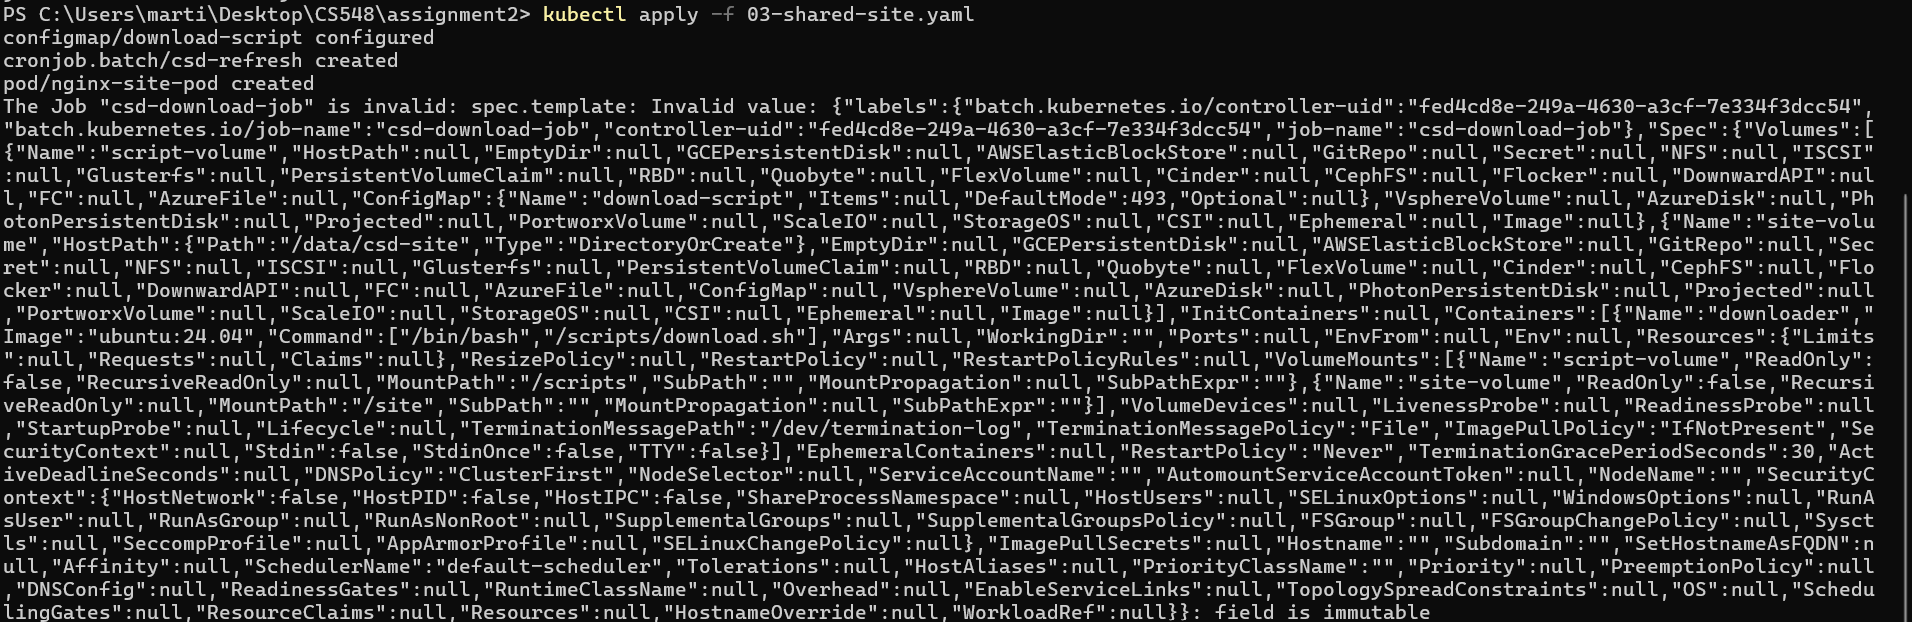 PS C:\Users\marti\Desktop\CS548\assignment2> kubectl apply -f 03-shared-site.yaml
configmap/download-script configured
cronjob.batch/csd-refresh created
pod/nginx-site-pod created
The Job "csd-download-job" is invalid: spec.template: Invalid value: {"labels":{"batch.kubernetes.io/controller-uid":"fed4cd8e-249a-4630-a3cf-7e334f3dcc54",
"batch.kubernetes.io/job-name":"csd-download-job","controller-uid":"fed4cd8e-249a-4630-a3cf-7e334f3dcc54","job-name":"csd-download-job"},"Spec":{"Volumes":[
{"Name":"script-volume","HostPath":null,"EmptyDir":null,"GCEPersistentDisk":null,"AWSElasticBlockStore":null,"GitRepo":null,"Secret":null,"NFS":null,"ISCSI"
:null,"Glusterfs":null,"PersistentVolumeClaim":null,"RBD":null,"Quobyte":null,"FlexVolume":null,"Cinder":null,"CephFS":null,"Flocker":null,"DownwardAPI":nul
l,"FC":null,"AzureFile":null,"ConfigMap":{"Name":"download-script","Items":null,"DefaultMode":493,"Optional":null},"VsphereVolume":null,"AzureDisk":null,"Ph
otonPersistentDisk":null,"Projected":null,"PortworxVolume":null,"ScaleIO":null,"StorageOS":null,"CSI":null,"Ephemeral":null,"Image":null},{"Name":"site-volu
me","HostPath":{"Path":"/data/csd-site","Type":"DirectoryOrCreate"},"EmptyDir":null,"GCEPersistentDisk":null,"AWSElasticBlockStore":null,"GitRepo":null,"Sec
ret":null,"NFS":null,"ISCSI":null,"Glusterfs":null,"PersistentVolumeClaim":null,"RBD":null,"Quobyte":null,"FlexVolume":null,"Cinder":null,"CephFS":null,"Flo
cker":null,"DownwardAPI":null,"FC":null,"AzureFile":null,"ConfigMap":null,"VsphereVolume":null,"AzureDisk":null,"PhotonPersistentDisk":null,"Projected":null
,"PortworxVolume":null,"ScaleIO":null,"StorageOS":null,"CSI":null,"Ephemeral":null,"Image":null}],"InitContainers":null,"Containers":[{"Name":"downloader","
Image":"ubuntu:24.04","Command":["/bin/bash","/scripts/download.sh"],"Args":null,"WorkingDir":"","Ports":null,"EnvFrom":null,"Env":null,"Resources":{"Limits
":null,"Requests":null,"Claims":null},"ResizePolicy":null,"RestartPolicy":null,"RestartPolicyRules":null,"VolumeMounts":[{"Name":"script-volume","ReadOnly":
false,"RecursiveReadOnly":null,"MountPath":"/scripts","SubPath":"","MountPropagation":null,"SubPathExpr":""},{"Name":"site-volume","ReadOnly":false,"Recursi
veReadOnly":null,"MountPath":"/site","SubPath":"","MountPropagation":null,"SubPathExpr":""}],"VolumeDevices":null,"LivenessProbe":null,"ReadinessProbe":null
,"StartupProbe":null,"Lifecycle":null,"TerminationMessagePath":"/dev/termination-log","TerminationMessagePolicy":"File","ImagePullPolicy":"IfNotPresent","Se
curityContext":null,"Stdin":false,"StdinOnce":false,"TTY":false}],"EphemeralContainers":null,"RestartPolicy":"Never","TerminationGracePeriodSeconds":30,"Act
iveDeadlineSeconds":null,"DNSPolicy":"ClusterFirst","NodeSelector":null,"ServiceAccountName":"","AutomountServiceAccountToken":null,"NodeName":"","SecurityC
ontext":{"HostNetwork":false,"HostPID":false,"HostIPC":false,"ShareProcessNamespace":null,"HostUsers":null,"SELinuxOptions":null,"WindowsOptions":null,"RunA
sUser":null,"RunAsGroup":null,"RunAsNonRoot":null,"SupplementalGroups":null,"SupplementalGroupsPolicy":null,"FSGroup":null,"FSGroupChangePolicy":null,"Sysct
ls":null,"SeccompProfile":null,"AppArmorProfile":null,"SELinuxChangePolicy":null},"ImagePullSecrets":null,"Hostname":"","Subdomain":"","SetHostnameAsFQDN":n
ull,"Affinity":null,"SchedulerName":"default-scheduler","Tolerations":null,"HostAliases":null,"PriorityClassName":"","Priority":null,"PreemptionPolicy":null
,"DNSConfig":null,"ReadinessGates":null,"RuntimeClassName":null,"Overhead":null,"EnableServiceLinks":null,"TopologySpreadConstraints":null,"OS":null,"Schedu
lingGates":null,"ResourceClaims":null,"Resources":null,"HostnameOverride":null,"WorkloadRef":null}}: field is immutable